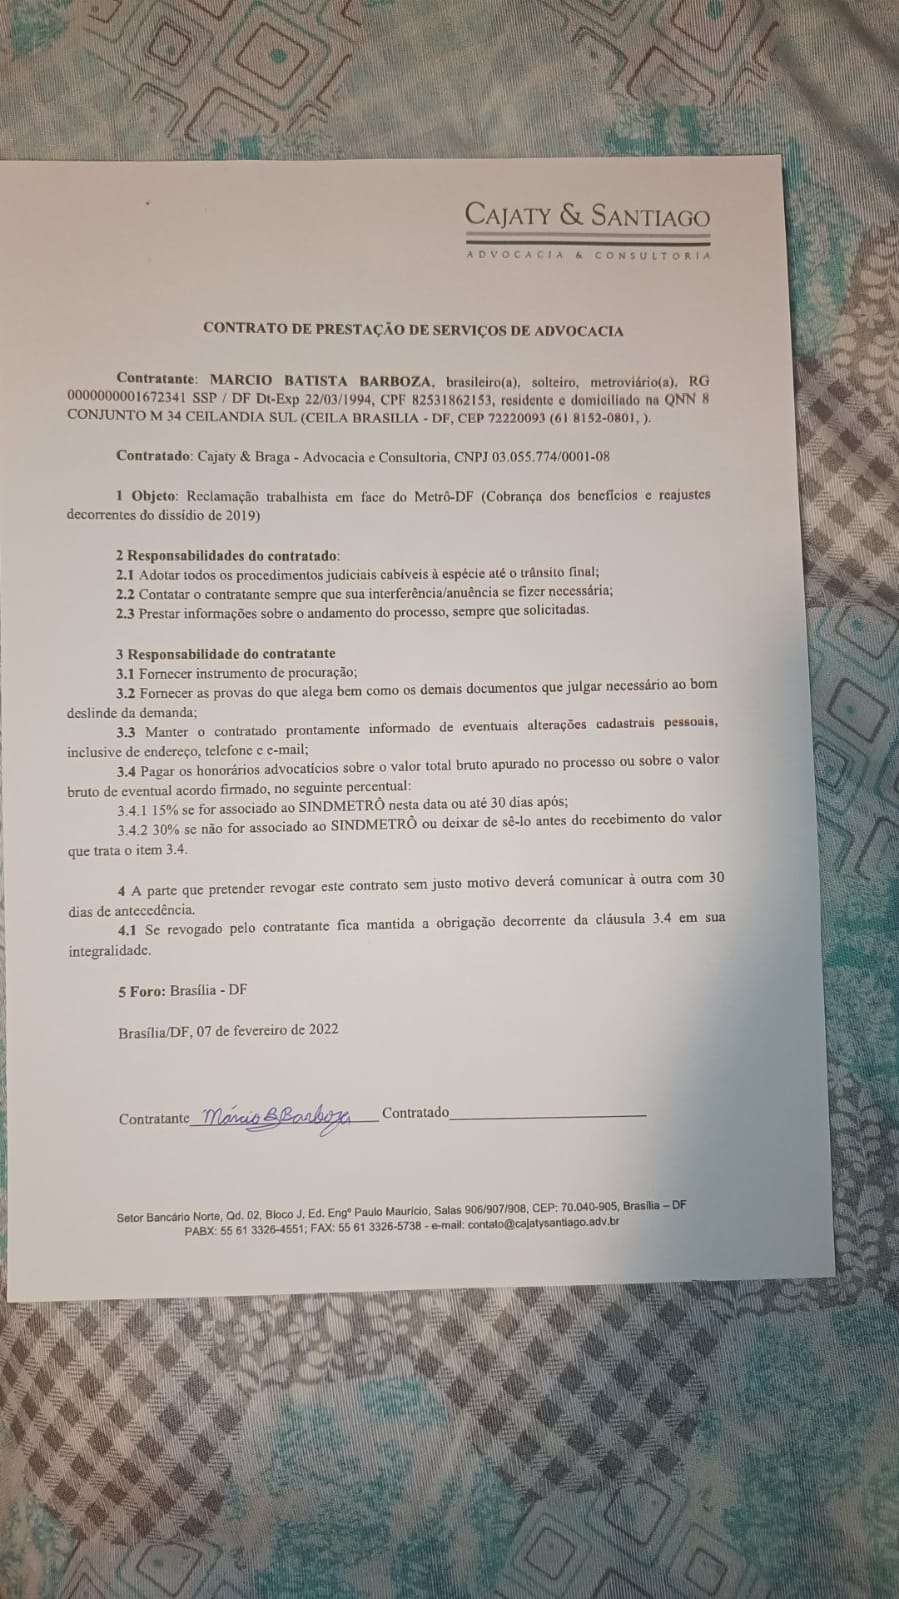 CAJATY & SANTIAGO
ADVOCACIA & CONSULTORIA
CONTRATO DE PRESTAÇÃO DE SERVIÇOS DE ADVOCACIA
Contratante: MARCIO BATISTA BARBOZA, brasileiro(a), solteiro, metroviário(a), RG
0000000001672341 SSP / DF Dt-Exp 22/03/1994, CPF 82531862153, residente e domiciliado na QNN 8
CONJUNTO M 34 CEILANDIA SUL (CEILA BRASILIA - DF, CEP 72220093 (61 8152-0801, ).
Contratado: Cajaty & Braga - Advocacia e Consultoria, CNPJ 03.055.774/0001-08
1 Objeto: Reclamação trabalhista em face do Metrô-DF (Cobrança dos benefícios e reajustes
decorrentes do dissídio de 2019)
2 Responsabilidades do contratado:
2.1 Adotar todos os procedimentos judiciais cabíveis à espécie até o trânsito final;
2.2 Contatar o contratante sempre que sua interferência/anuência se fizer necessária;
2.3 Prestar informações sobre o andamento do processo, sempre que solicitadas.
3 Responsabilidade do contratante
3.1 Fornecer instrumento de procuração;
3.2 Fornecer as provas do que alega bem como os demais documentos que julgar necessário ao bom
deslinde da demanda;
3.3 Manter o contratado prontamente informado de eventuais alterações cadastrais pessoais,
inclusive de endereço, telefone e e-mail;
3.4 Pagar os honorários advocatícios sobre o valor total bruto apurado no processo ou sobre o valor
bruto de eventual acordo firmado, no seguinte percentual:
3.4.1 15% se for associado ao SINDMETRÔ nesta data ou até 30 dias após;
3.4.2 30% se não for associado ao SINDMETRÔ ou deixar de sê-lo antes do recebimento do valor
que trata o item 3.4.
4 A parte que pretender revogar este contrato sem justo motivo deverá comunicar à outra com 30
dias de antecedência.
4.1 Se revogado pelo contratante fica mantida a obrigação decorrente da cláusula 3.4 em sua
integralidade.
5 Foro: Brasília - DF
Brasília/DF, 07 de fevereiro de 2022
Contratante Márcio B Barboza Contratado
Setor Bancário Norte, Qd. 02, Bloco J, Ed. Engº Paulo Maurício, Salas 906/907/908, CEP: 70.040-905, Brasília – DF
PABX: 55 61 3326-4551; FAX: 55 61 3326-5738 - e-mail: contato@cajatysantiago.adv.br